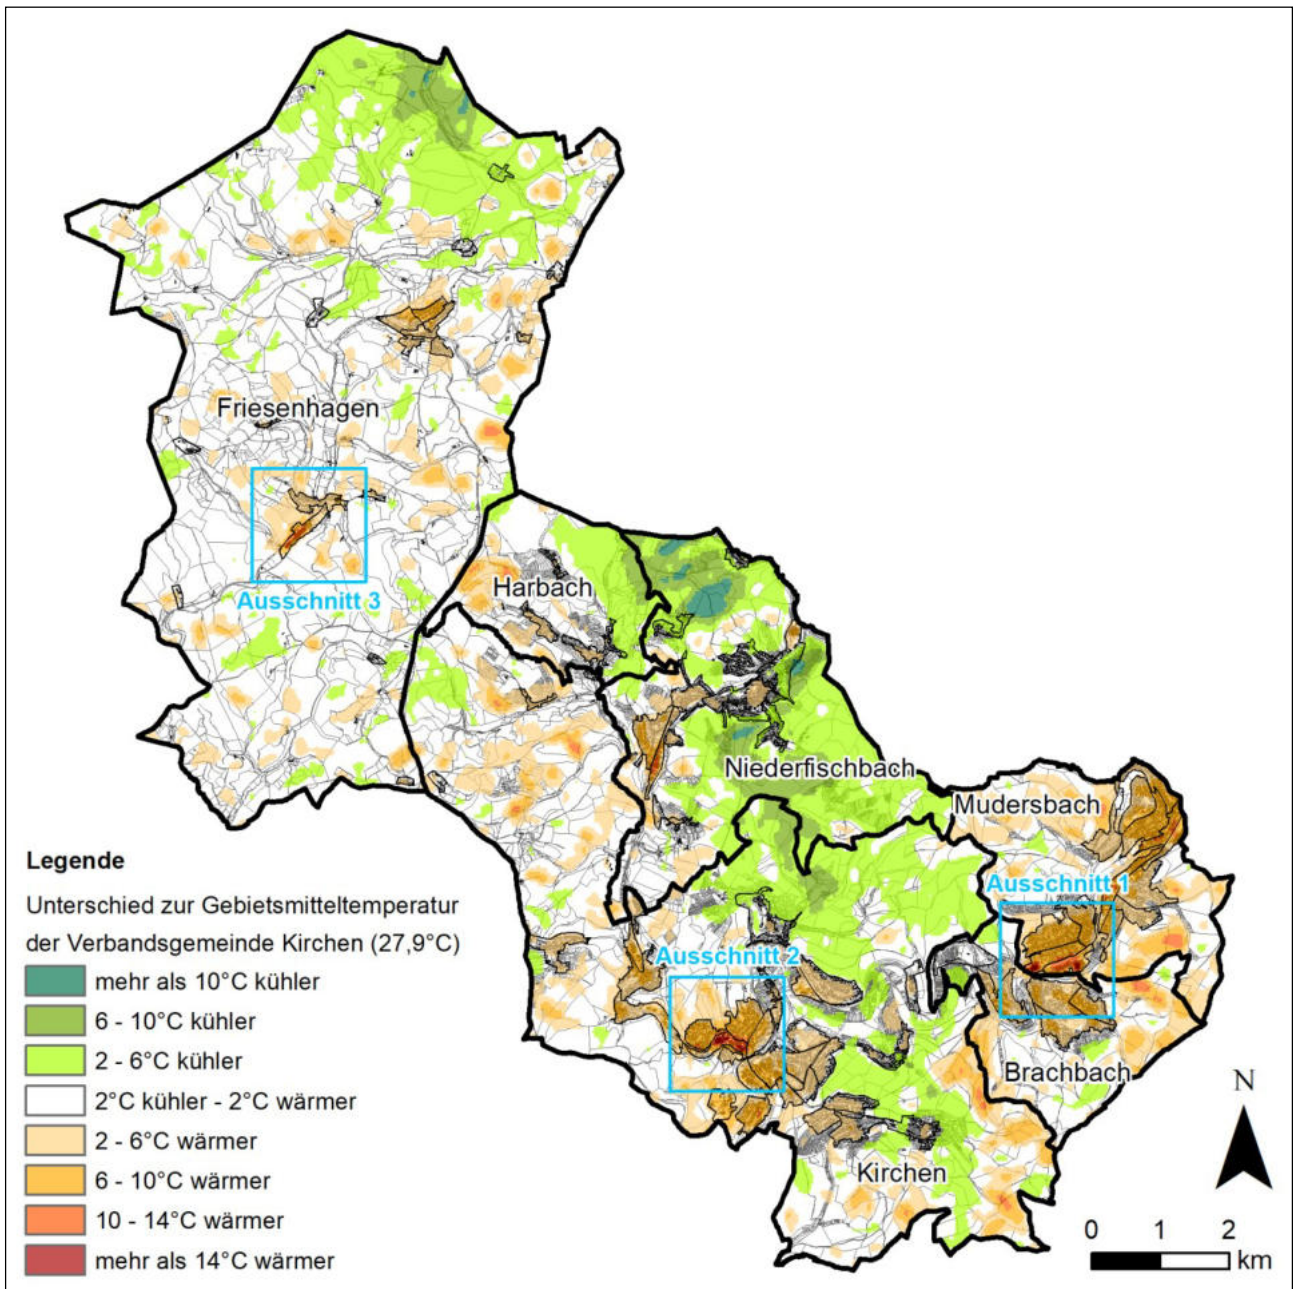 Friesenhagen
Ausschnitt 3
Harbach
Niederfischbach
Mudersbach
Ausschnitt 1
Ausschnitt 2
Brachbach
Kirchen
Legende
Unterschied zur Gebietsmitteltemperatur
der Verbandsgemeinde Kirchen (27,9°C)
mehr als 10°C kühler
6 - 10°C kühler
2 - 6°C kühler
2°C kühler - 2°C wärmer
2 - 6°C wärmer
6 - 10°C wärmer
10 - 14°C wärmer
mehr als 14°C wärmer
N
0 1 2
km